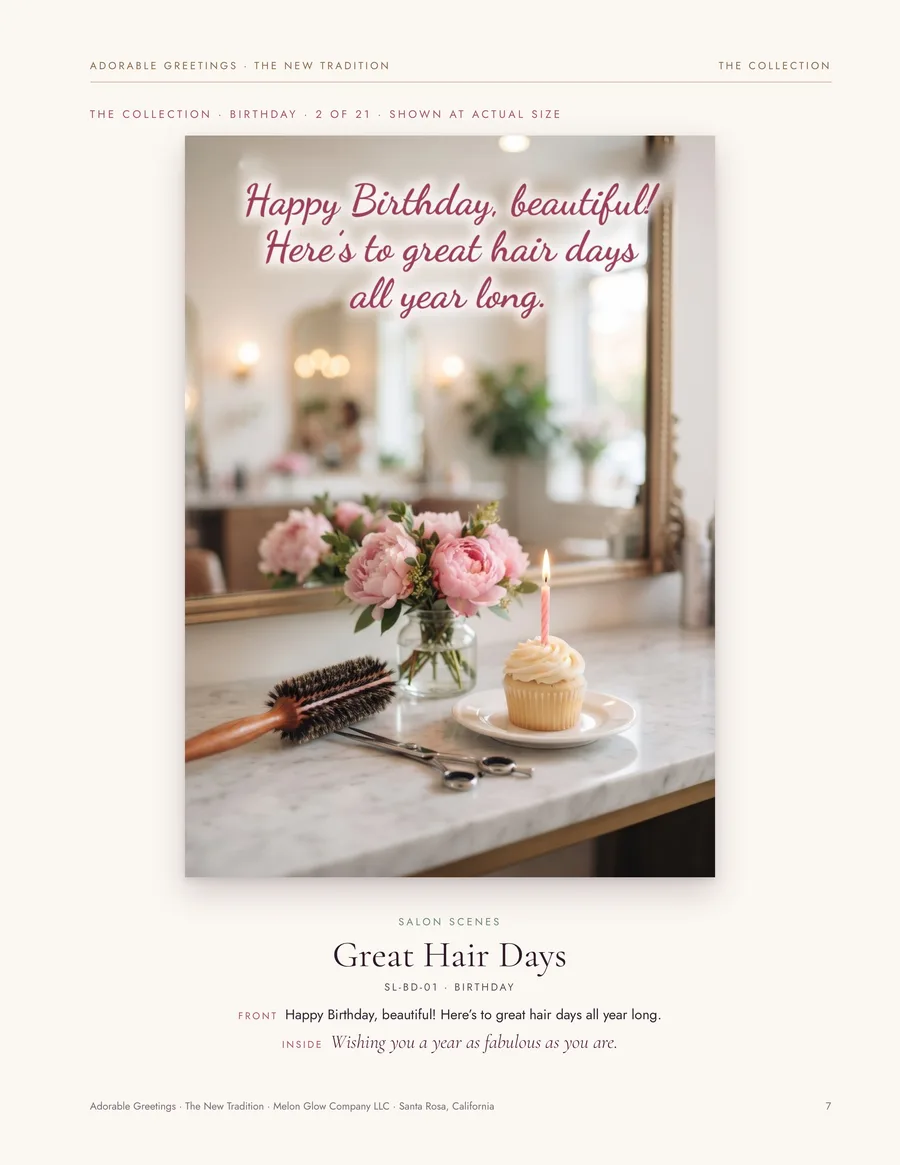 ADORABLE GREETINGS · THE NEW TRADITION
THE COLLECTION
THE COLLECTION · BIRTHDAY · 2 OF 21 · SHOWN AT ACTUAL SIZE
Happy Birthday, beautiful!
Here's to great hair days
all year long.
SALON SCENES
Great Hair Days
SL-BD-01 · BIRTHDAY
FRONT Happy Birthday, beautiful! Here's to great hair days all year long.
INSIDE Wishing you a year as fabulous as you are.
Adorable Greetings · The New Tradition · Melon Glow Company LLC · Santa Rosa, California
7